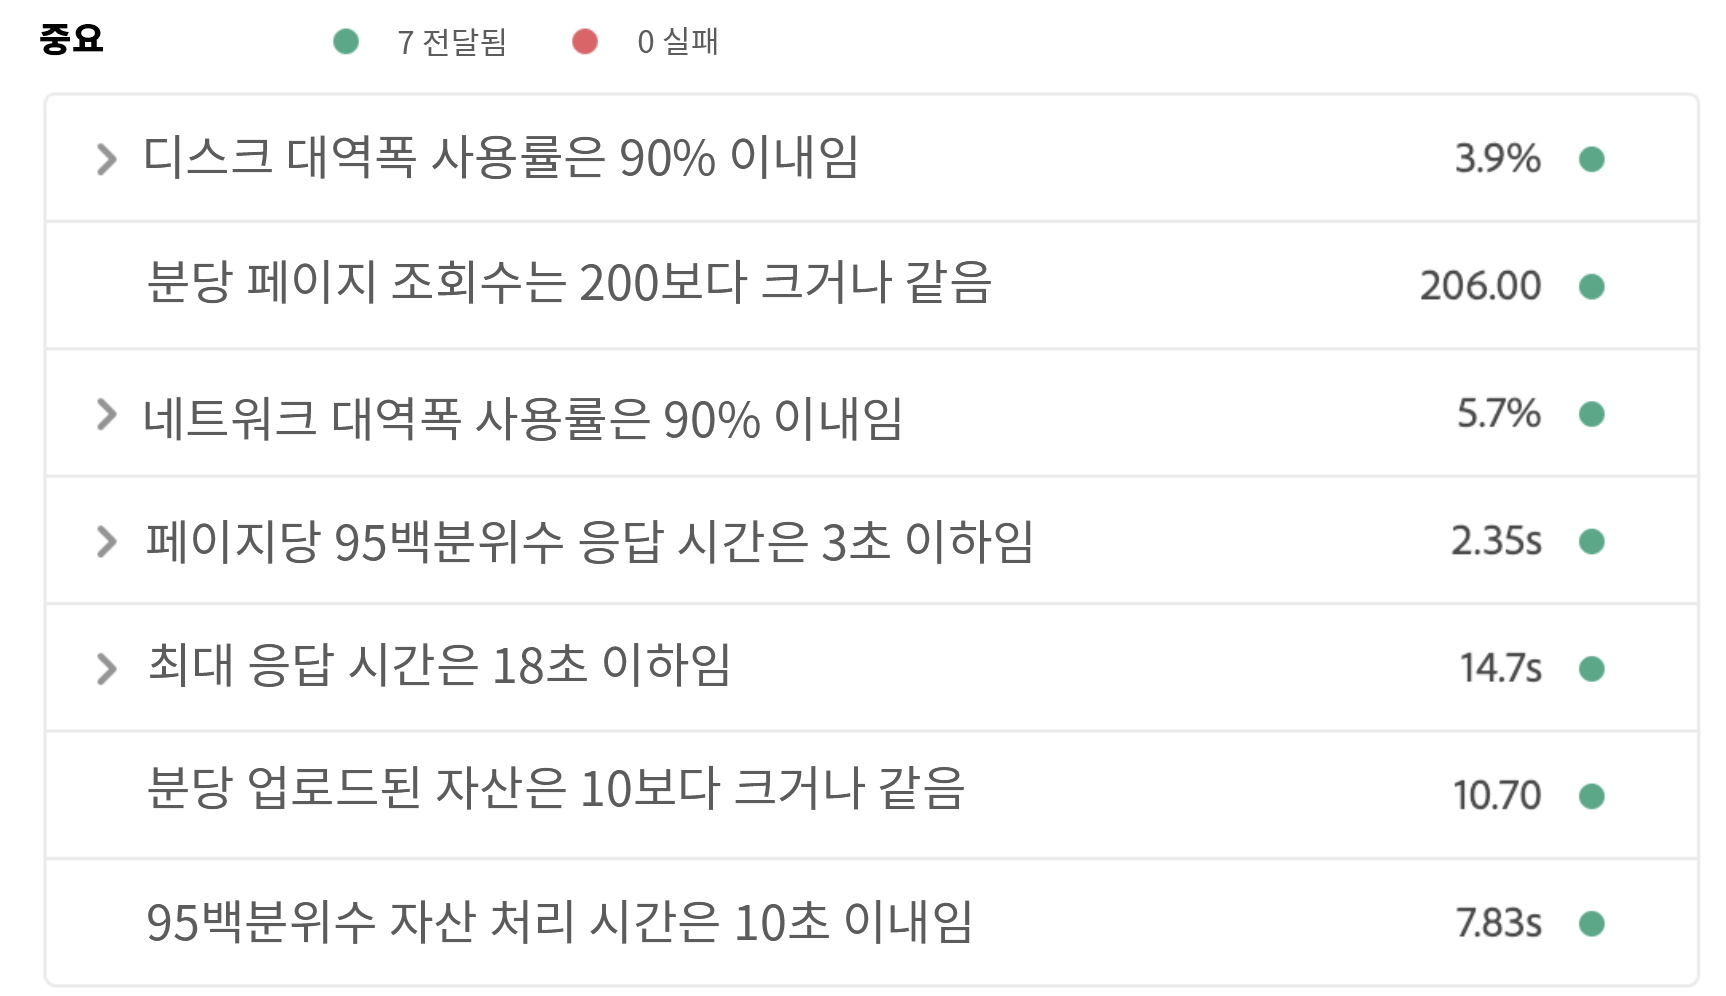 중요 7 전달됨 0 실패
디스크 대역폭 사용률은 90% 이내임 3.9%
분당 페이지 조회수는 200보다 크거나 같음 206.00
네트워크 대역폭 사용률은 90% 이내임 5.7%
페이지당 95백분위수 응답 시간은 3초 이하임 2.35s
최대 응답 시간은 18초 이하임 14.7s
분당 업로드된 자산은 10보다 크거나 같음 10.70
95백분위수 자산 처리 시간은 10초 이내임 7.83s